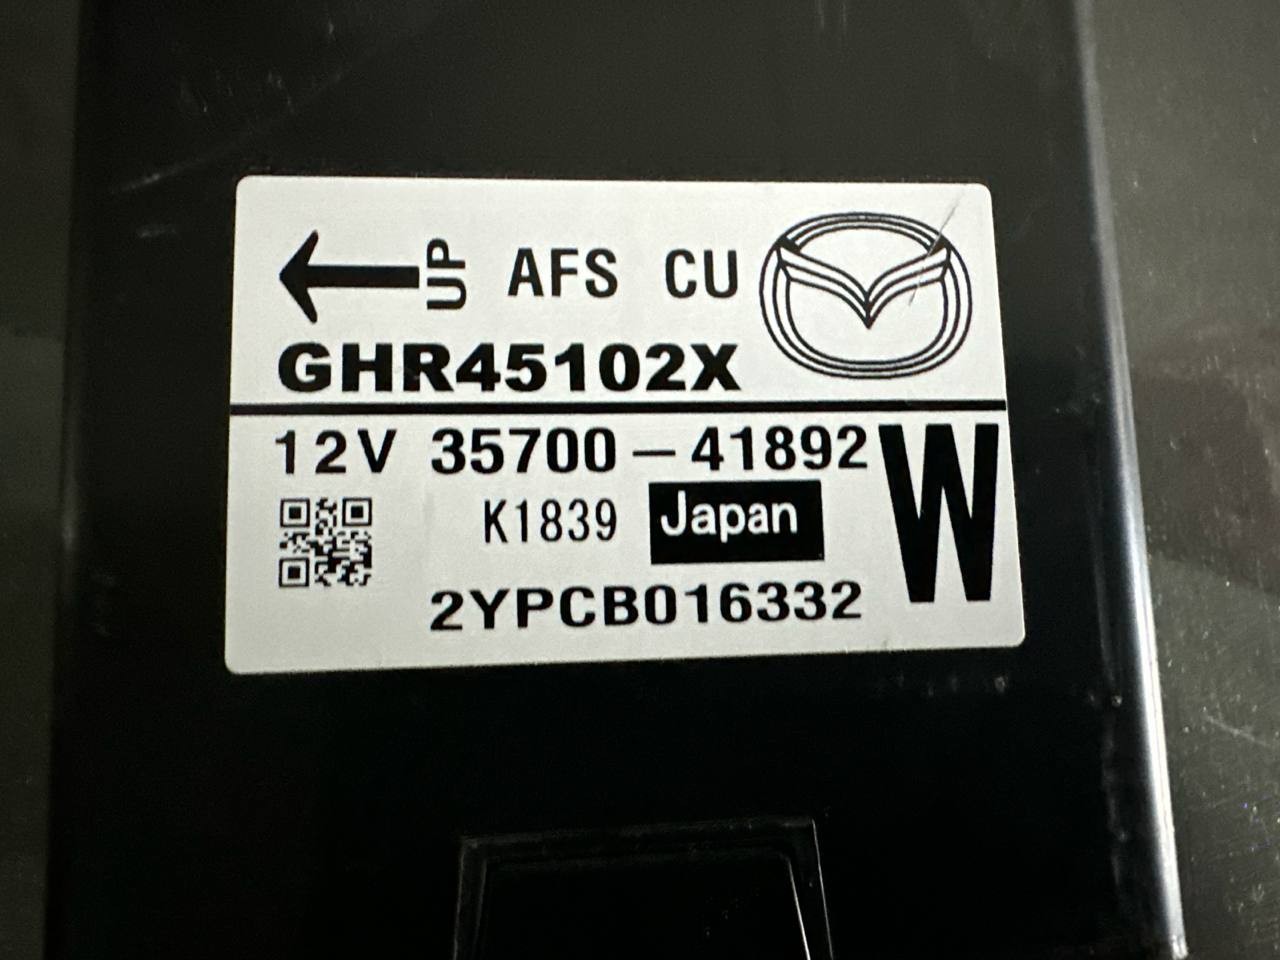 UP AFS CU
GHR45102X
12V 35700-41892 W
K1839 Japan
2YPCB016332